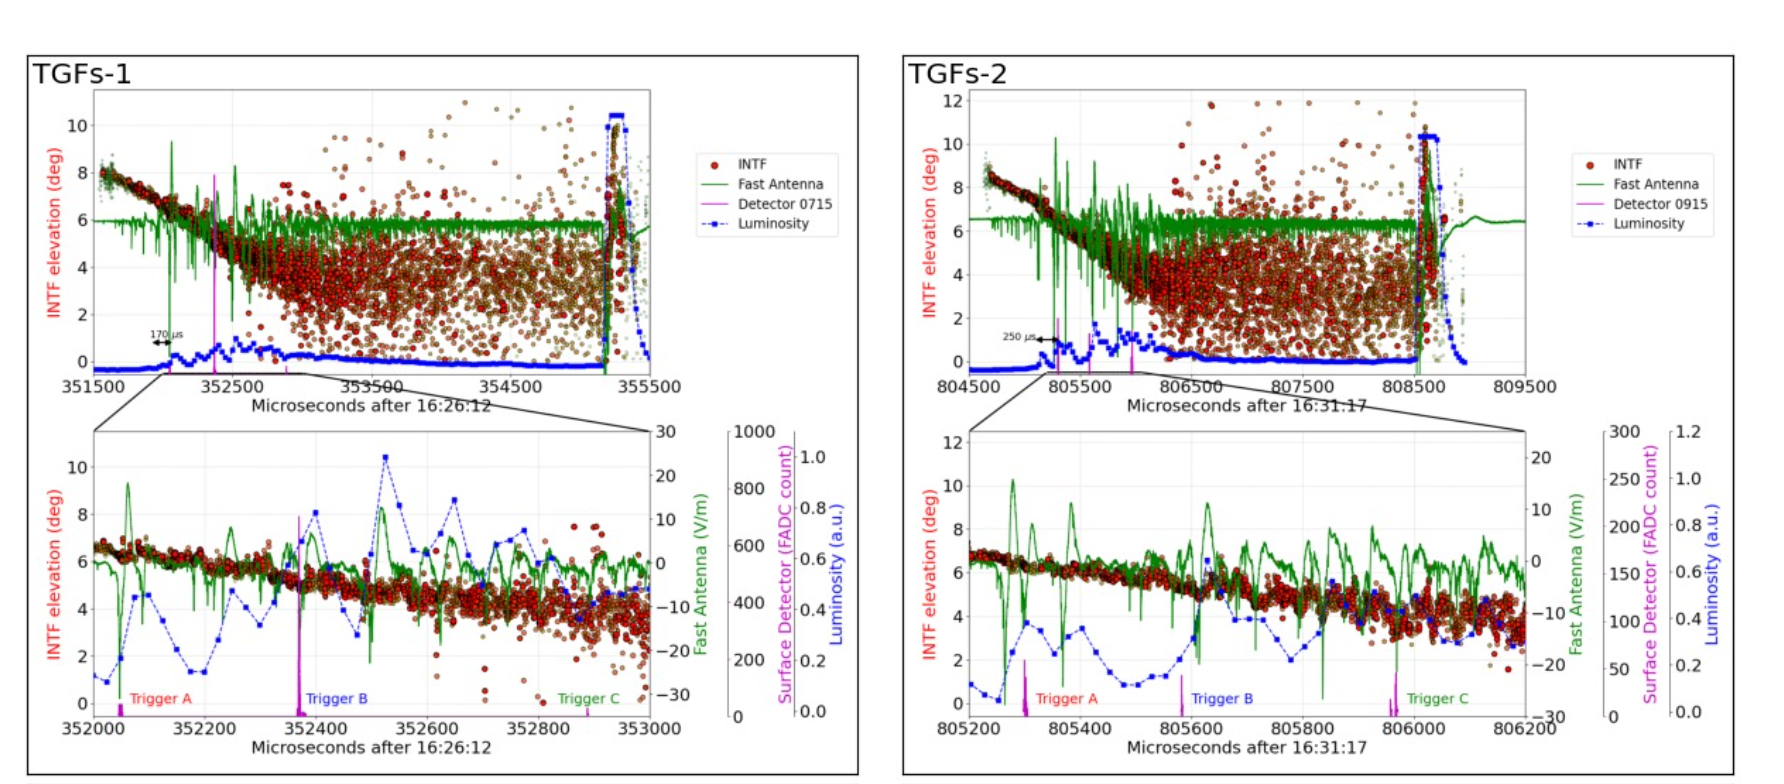 TGFs-1
INTF elevation (deg)
10
8
6
4
2
0
170 µs
351500 352500 353500 354500 355500
Microseconds after 16:26:12
INTF
Fast Antenna
Detector 0715
Luminosity
INTF elevation (deg)
10
8
6
4
2
0
Trigger A Trigger B Trigger C
352000 352200 352400 352600 352800 353000
Microseconds after 16:26:12
30
20
10
0
−10
−20
−30
Fast Antenna (V/m)
1000
800
600
400
200
0
Surface Detector (FADC count)
1.0
0.8
0.6
0.4
0.2
0.0
Luminosity (a.u.)
TGFs-2
INTF elevation (deg)
12
10
8
6
4
2
0
250 µs
804500 805500 806500 807500 808500 809500
Microseconds after 16:31:17
INTF
Fast Antenna
Detector 0915
Luminosity
INTF elevation (deg)
12
10
8
6
4
2
0
Trigger A Trigger B Trigger C
805200 805400 805600 805800 806000 806200
Microseconds after 16:31:17
20
10
0
−10
−20
−30
Fast Antenna (V/m)
300
250
200
150
100
50
0
Surface Detector (FADC count)
1.2
1.0
0.8
0.6
0.4
0.2
0.0
Luminosity (a.u.)